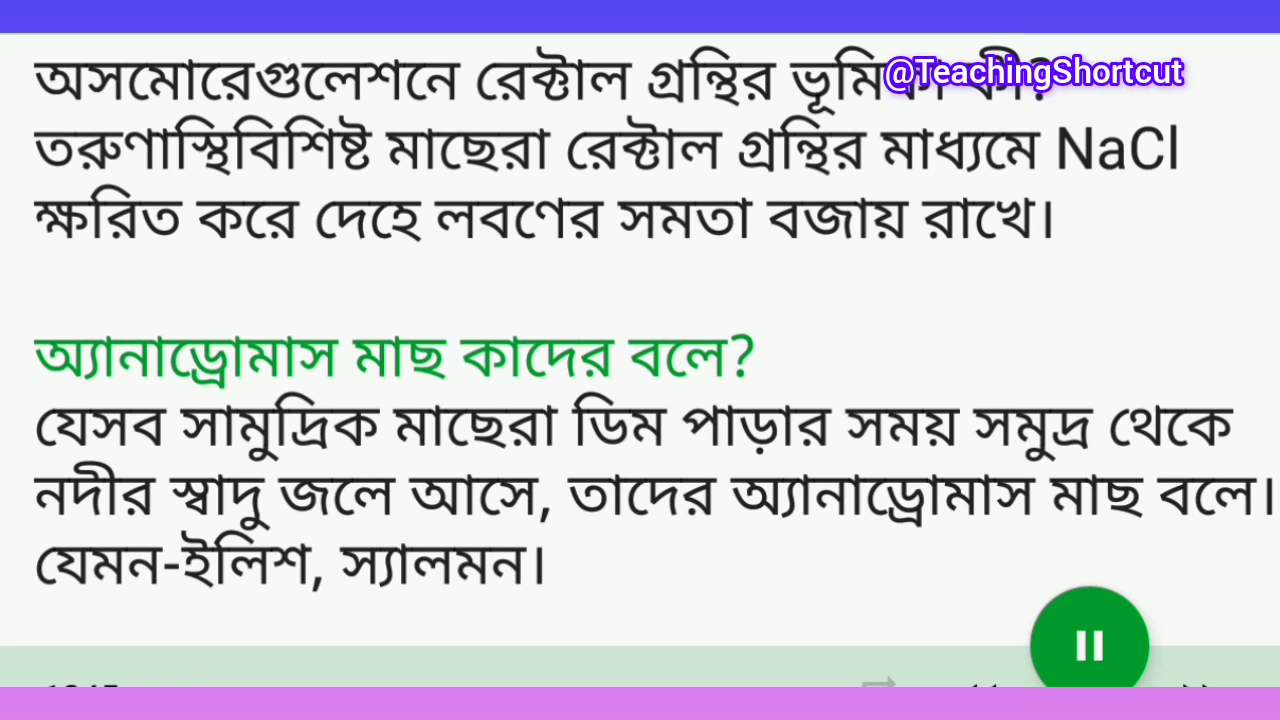 অসমোরেগুলেশনে রেক্টাল গ্রন্থির
@TeachingShortcut
তরুণাস্থিবিশিষ্ট মাছেরা রেক্টাল গ্রন্থির মাধ্যমে NaCl
ক্ষরিত করে দেহে লবণের সমতা বজায় রাখে।
অ্যানাড্রোমাস মাছ কাদের বলে?
যেসব সামুদ্রিক মাছেরা ডিম পাড়ার সময় সমুদ্র থেকে
নদীর স্বাদু জলে আসে, তাদের অ্যানাড্রোমাস মাছ বলে।
যেমন-ইলিশ, স্যালমন।